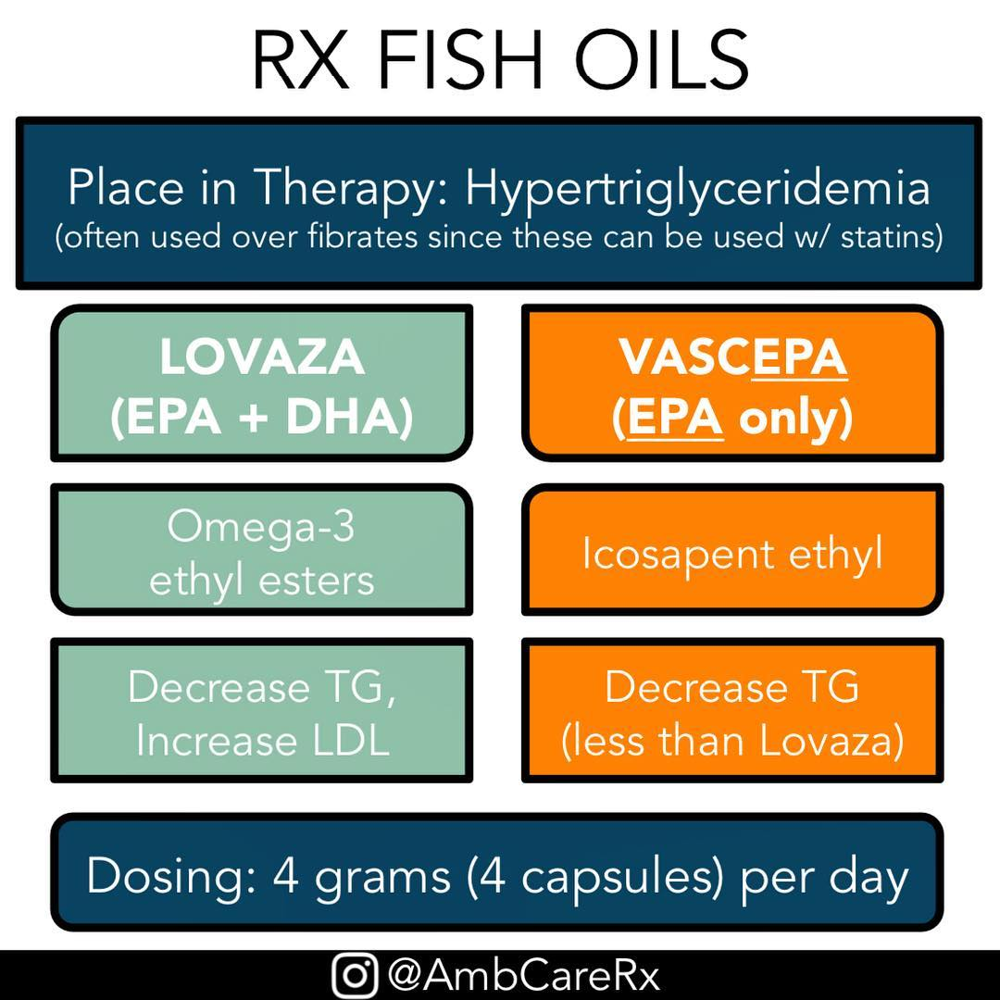 RX FISH OILS
Place in Therapy: Hypertriglyceridemia
(often used over fibrates since these can be used w/ statins)
LOVAZA
(EPA + DHA)
VASCEPA
(EPA only)
Omega-3
ethyl esters
Icosapent ethyl
Decrease TG,
Increase LDL
Decrease TG
(less than Lovaza)
Dosing: 4 grams (4 capsules) per day
@AmbCareRx